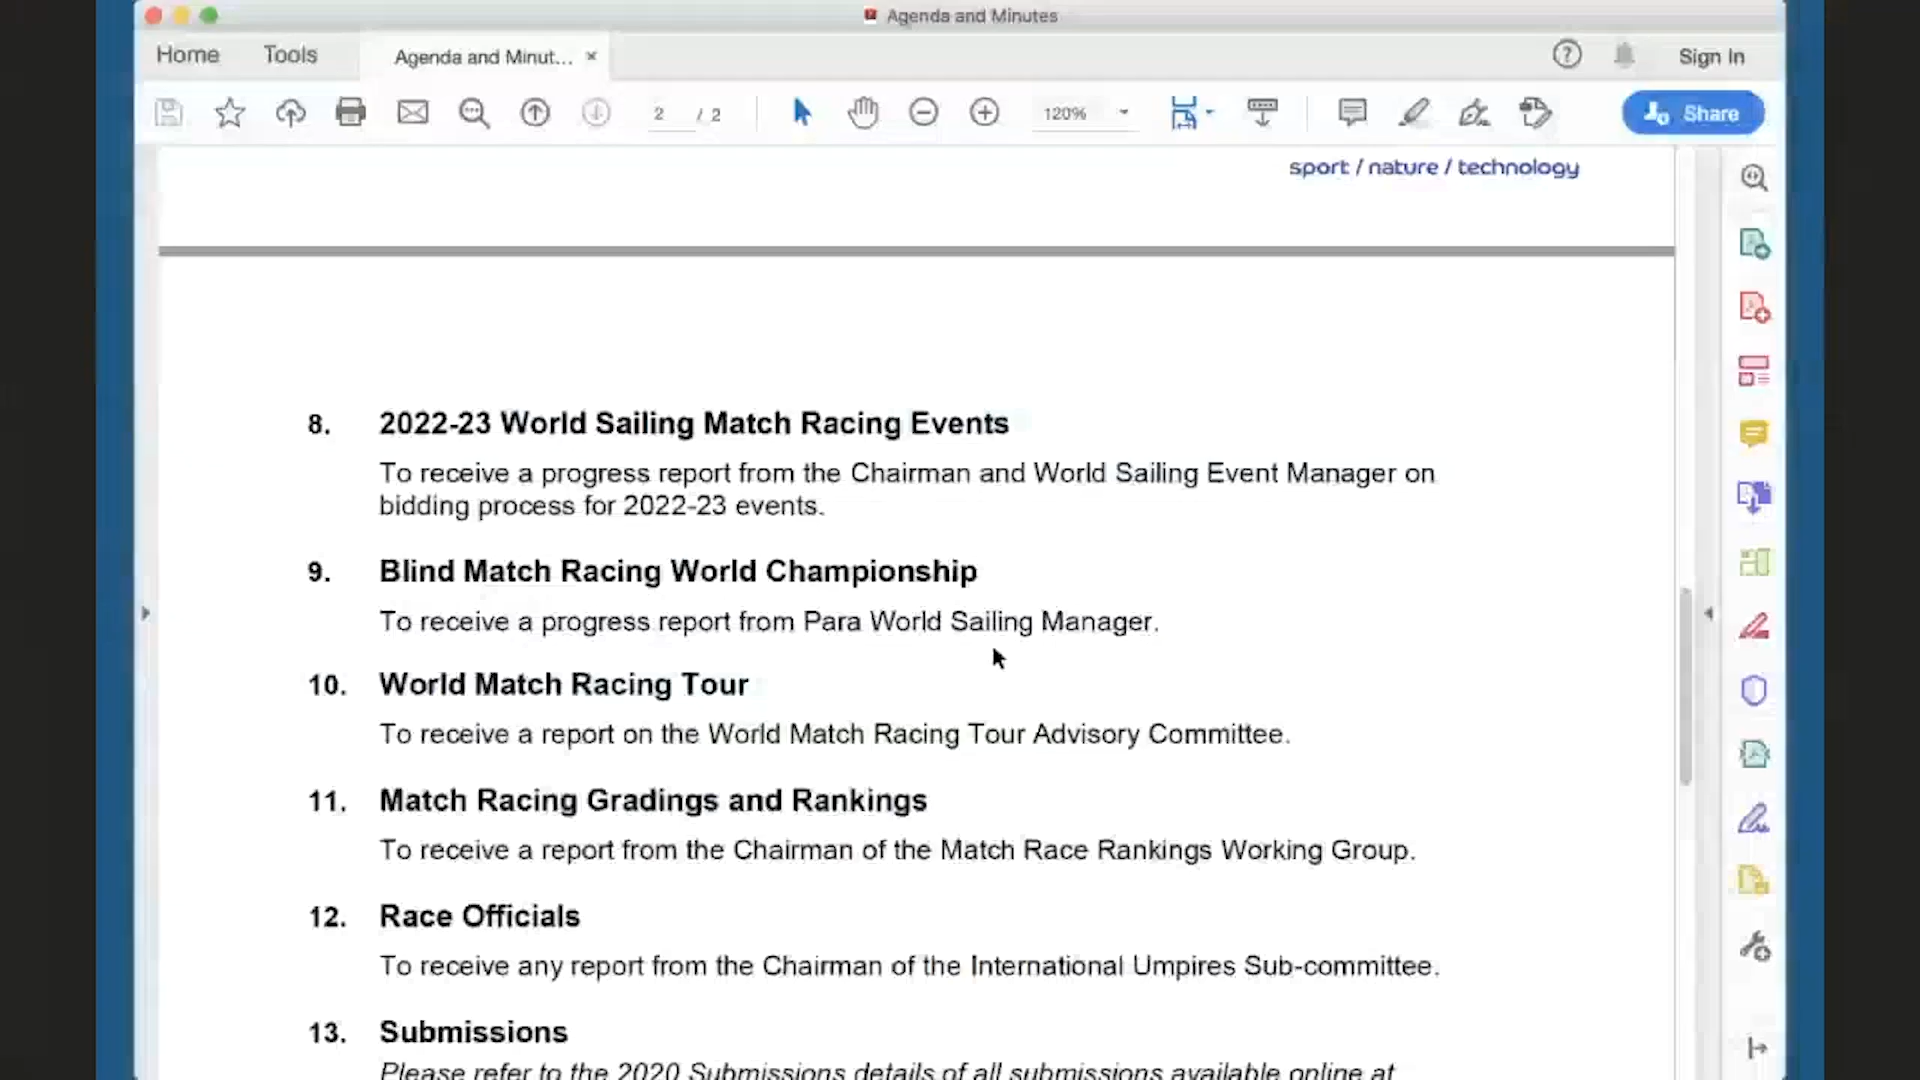 Agenda and Minutes
Home Tools Agenda and Minut... × Sign In
2 / 2 120% Share
sport / nature / technology
8. 2022-23 World Sailing Match Racing Events
To receive a progress report from the Chairman and World Sailing Event Manager on
bidding process for 2022-23 events.
9. Blind Match Racing World Championship
To receive a progress report from Para World Sailing Manager.
10. World Match Racing Tour
To receive a report on the World Match Racing Tour Advisory Committee.
11. Match Racing Gradings and Rankings
To receive a report from the Chairman of the Match Race Rankings Working Group.
12. Race Officials
To receive any report from the Chairman of the International Umpires Sub-committee.
13. Submissions
Please refer to the 2020 Submissions details of all submissions available online at